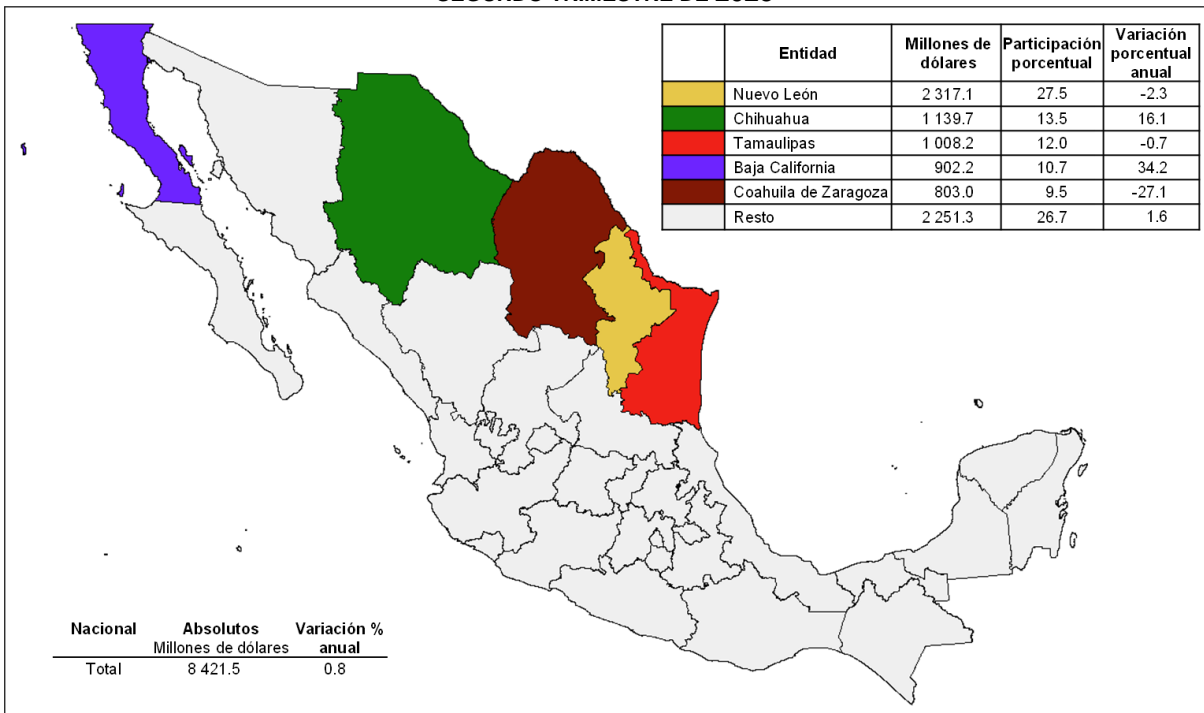 Entidad Millones de dólares Participación porcentual Variación porcentual anual
Nuevo León 2 317.1 27.5 -2.3
Chihuahua 1 139.7 13.5 16.1
Tamaulipas 1 008.2 12.0 -0.7
Baja California 902.2 10.7 34.2
Coahuila de Zaragoza 803.0 9.5 -27.1
Resto 2 251.3 26.7 1.6
Nacional Absolutos Variación %
Millones de dólares anual
Total 8 421.5 0.8